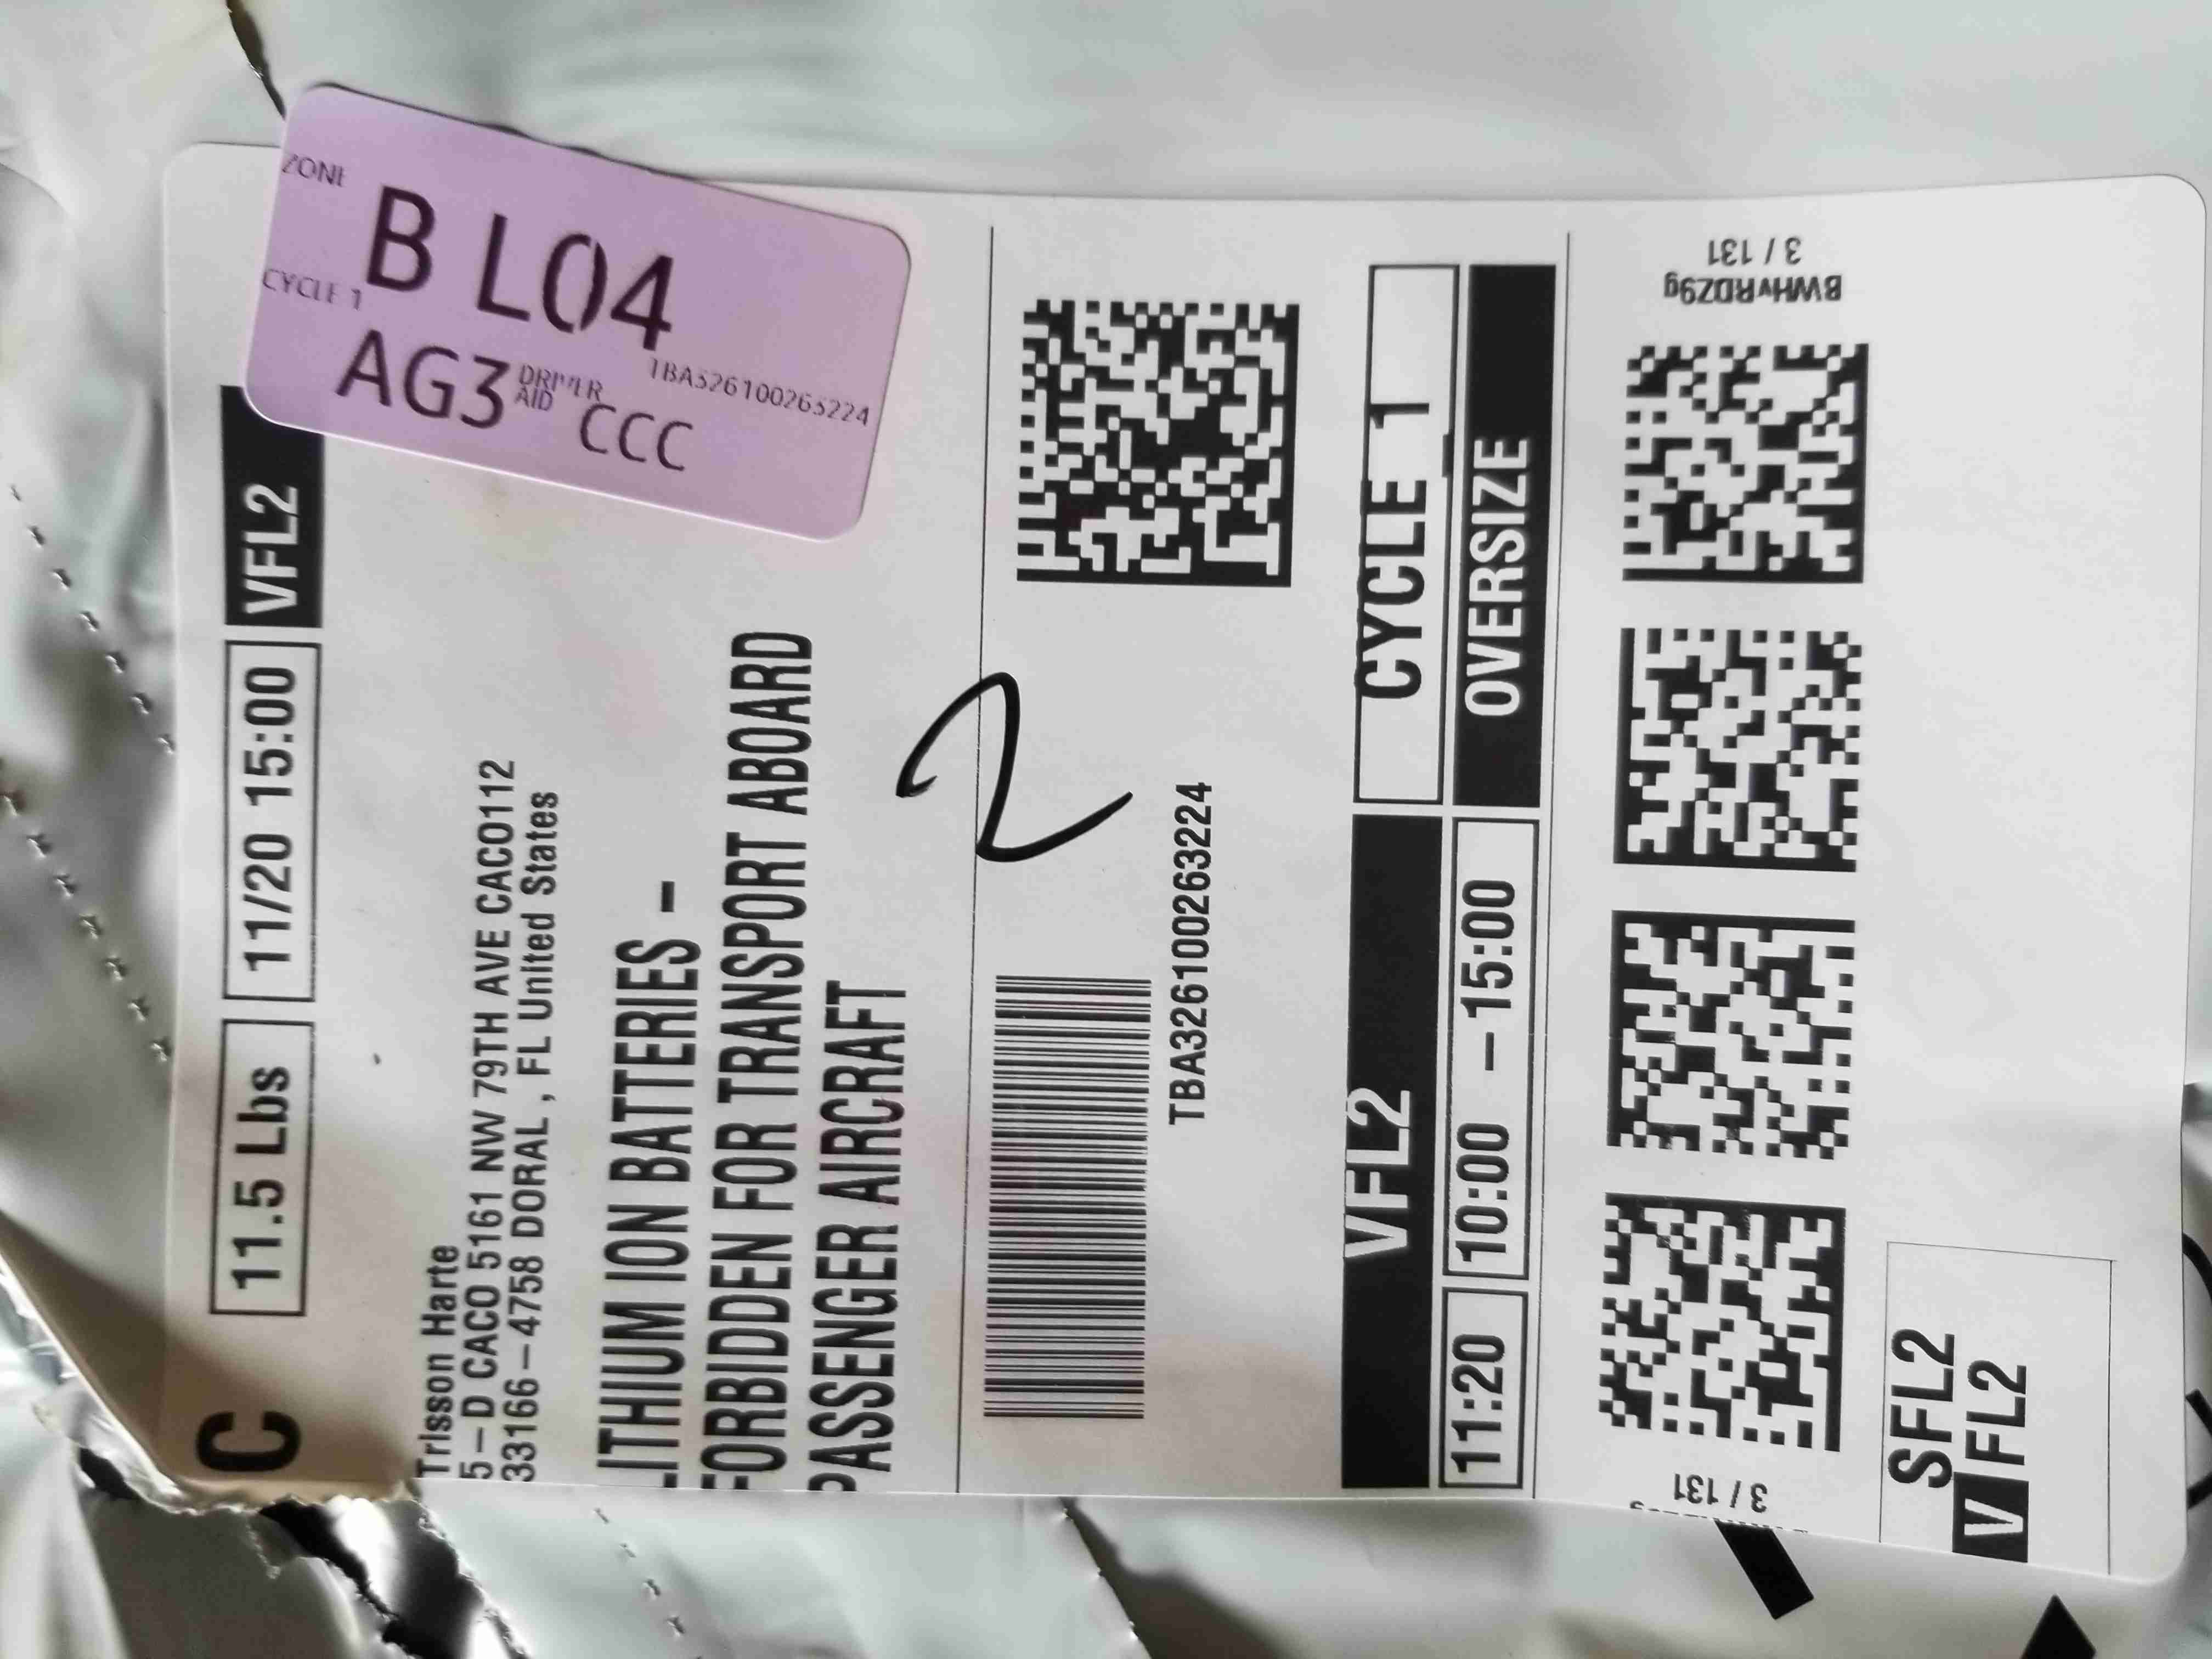 ZONE
B L04
CYCLE 1
AG3
DRIVER
AID
CCC
TBA326100263224
C
11.5 Lbs
11/20 15:00
VFL2
Trisson Harte
5-D CACO 5161 NW 79TH AVE CACO112
33166-4758 DORAL, FL United States
LITHIUM ION BATTERIES -
FORBIDDEN FOR TRANSPORT ABOARD
PASSENGER AIRCRAFT
2
TBA326100263224
VFL2
CYCLE 1
11:20
10:00 -15:00
OVERSIZE
BWHvRDZ9g
3 / 131
3 / 131
SFL2
V FL2